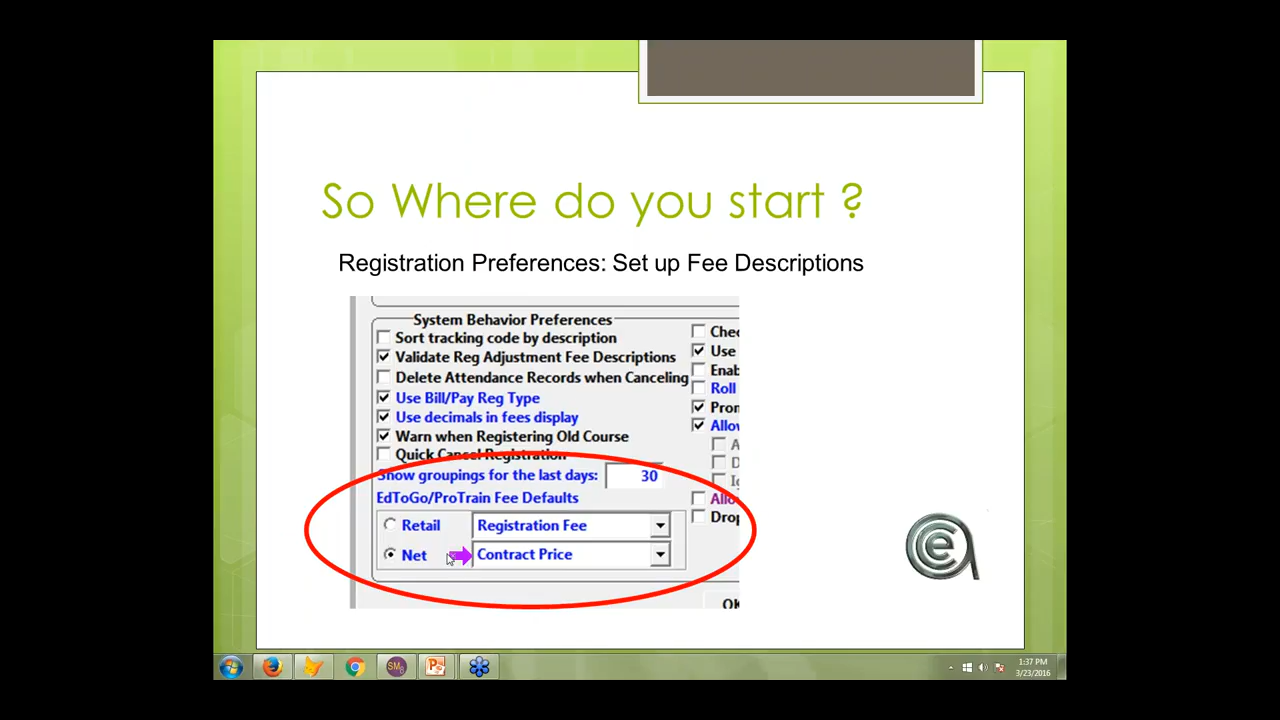 So Where do you start ?
Registration Preferences: Set up Fee Descriptions
System Behavior Preferences
Sort tracking code by description
Validate Reg Adjustment Fee Descriptions
Delete Attendance Records when Canceling
Use Bill/Pay Reg Type
Use decimals in fees display
Warn when Registering Old Course
Quick Cancel Registration
Show groupings for the last days: 30
EdToGo/ProTrain Fee Defaults
Retail Registration Fee
Net Contract Price
Chec
Use
Enab
Roll
Pron
Allov
A
D
Ig
Allo
Drop
OK
1:37 PM
3/23/2016